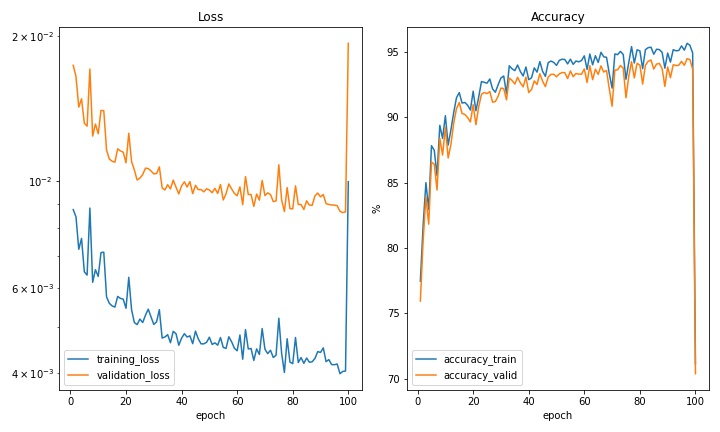 Loss
2 × 10⁻²
10⁻²
6 × 10⁻³
4 × 10⁻³
0
20
40
60
80
100
epoch
training_loss
validation_loss
Accuracy
%
95
90
85
80
75
70
0
20
40
60
80
100
epoch
accuracy_train
accuracy_valid